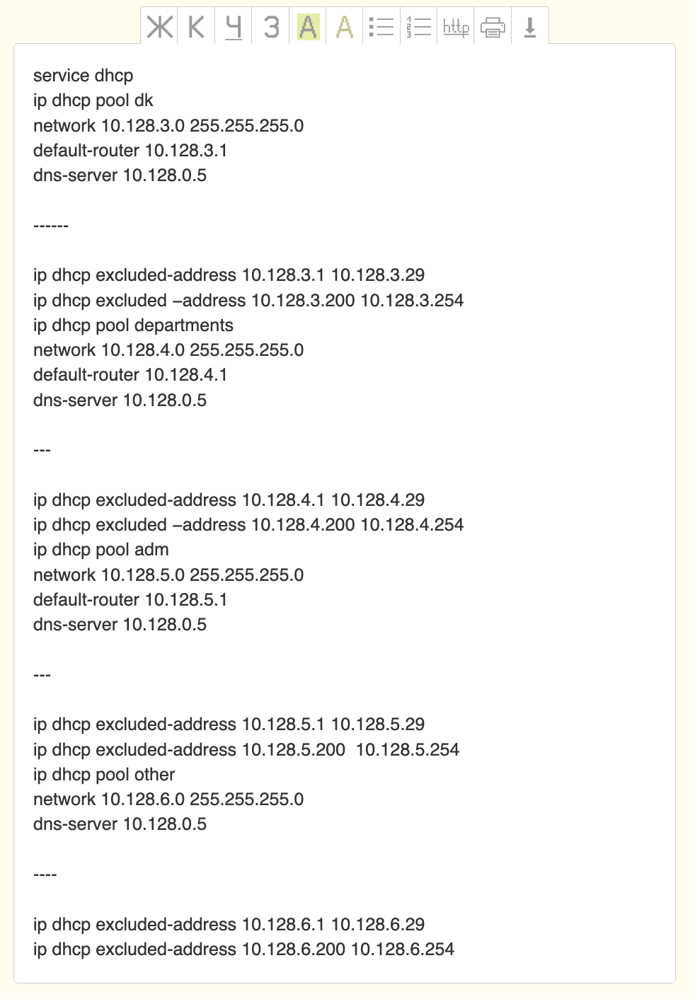 Ж К Ч З А А http
service dhcp
ip dhcp pool dk
network 10.128.3.0 255.255.255.0
default-router 10.128.3.1
dns-server 10.128.0.5
------
ip dhcp excluded-address 10.128.3.1 10.128.3.29
ip dhcp excluded –address 10.128.3.200 10.128.3.254
ip dhcp pool departments
network 10.128.4.0 255.255.255.0
default-router 10.128.4.1
dns-server 10.128.0.5
---
ip dhcp excluded-address 10.128.4.1 10.128.4.29
ip dhcp excluded –address 10.128.4.200 10.128.4.254
ip dhcp pool adm
network 10.128.5.0 255.255.255.0
default-router 10.128.5.1
dns-server 10.128.0.5
---
ip dhcp excluded-address 10.128.5.1 10.128.5.29
ip dhcp excluded-address 10.128.5.200  10.128.5.254
ip dhcp pool other
network 10.128.6.0 255.255.255.0
dns-server 10.128.0.5
----
ip dhcp excluded-address 10.128.6.1 10.128.6.29
ip dhcp excluded-address 10.128.6.200 10.128.6.254